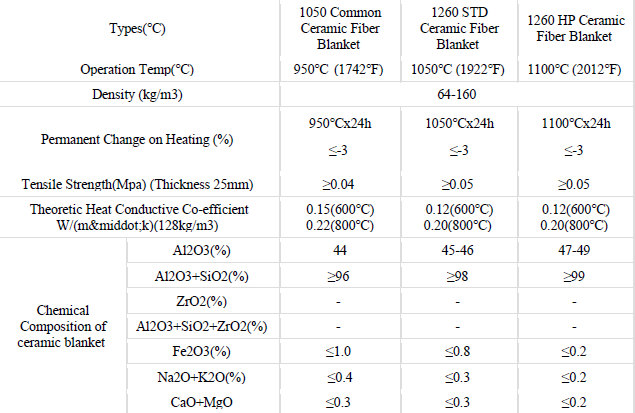 Types(℃)
1050 Common
Ceramic Fiber
Blanket
1260 STD
Ceramic Fiber
Blanket
1260 HP Ceramic
Fiber Blanket
Operation Temp(℃)
950℃ (1742℉)
1050℃ (1922℉)
1100℃ (2012℉)
Density (kg/m3)
64-160
Permanent Change on Heating (%)
950℃x24h
≤-3
1050℃x24h
≤-3
1100℃x24h
≤-3
Tensile Strength(Mpa) (Thickness 25mm)
≥0.04
≥0.05
≥0.05
Theoretic Heat Conductive Co-efficient
W/(m&middot;k)(128kg/m3)
0.15(600℃)
0.22(800℃)
0.12(600℃)
0.20(800℃)
0.12(600℃)
0.20(800℃)
Chemical
Composition of
ceramic blanket
Al2O3(%)
44
45-46
47-49
Al2O3+SiO2(%)
≥96
≥98
≥99
ZrO2(%)
-
-
-
Al2O3+SiO2+ZrO2(%)
-
-
-
Fe2O3(%)
≤1.0
≤0.8
≤0.2
Na2O+K2O(%)
≤0.4
≤0.3
≤0.2
CaO+MgO
≤0.3
≤0.3
≤0.2